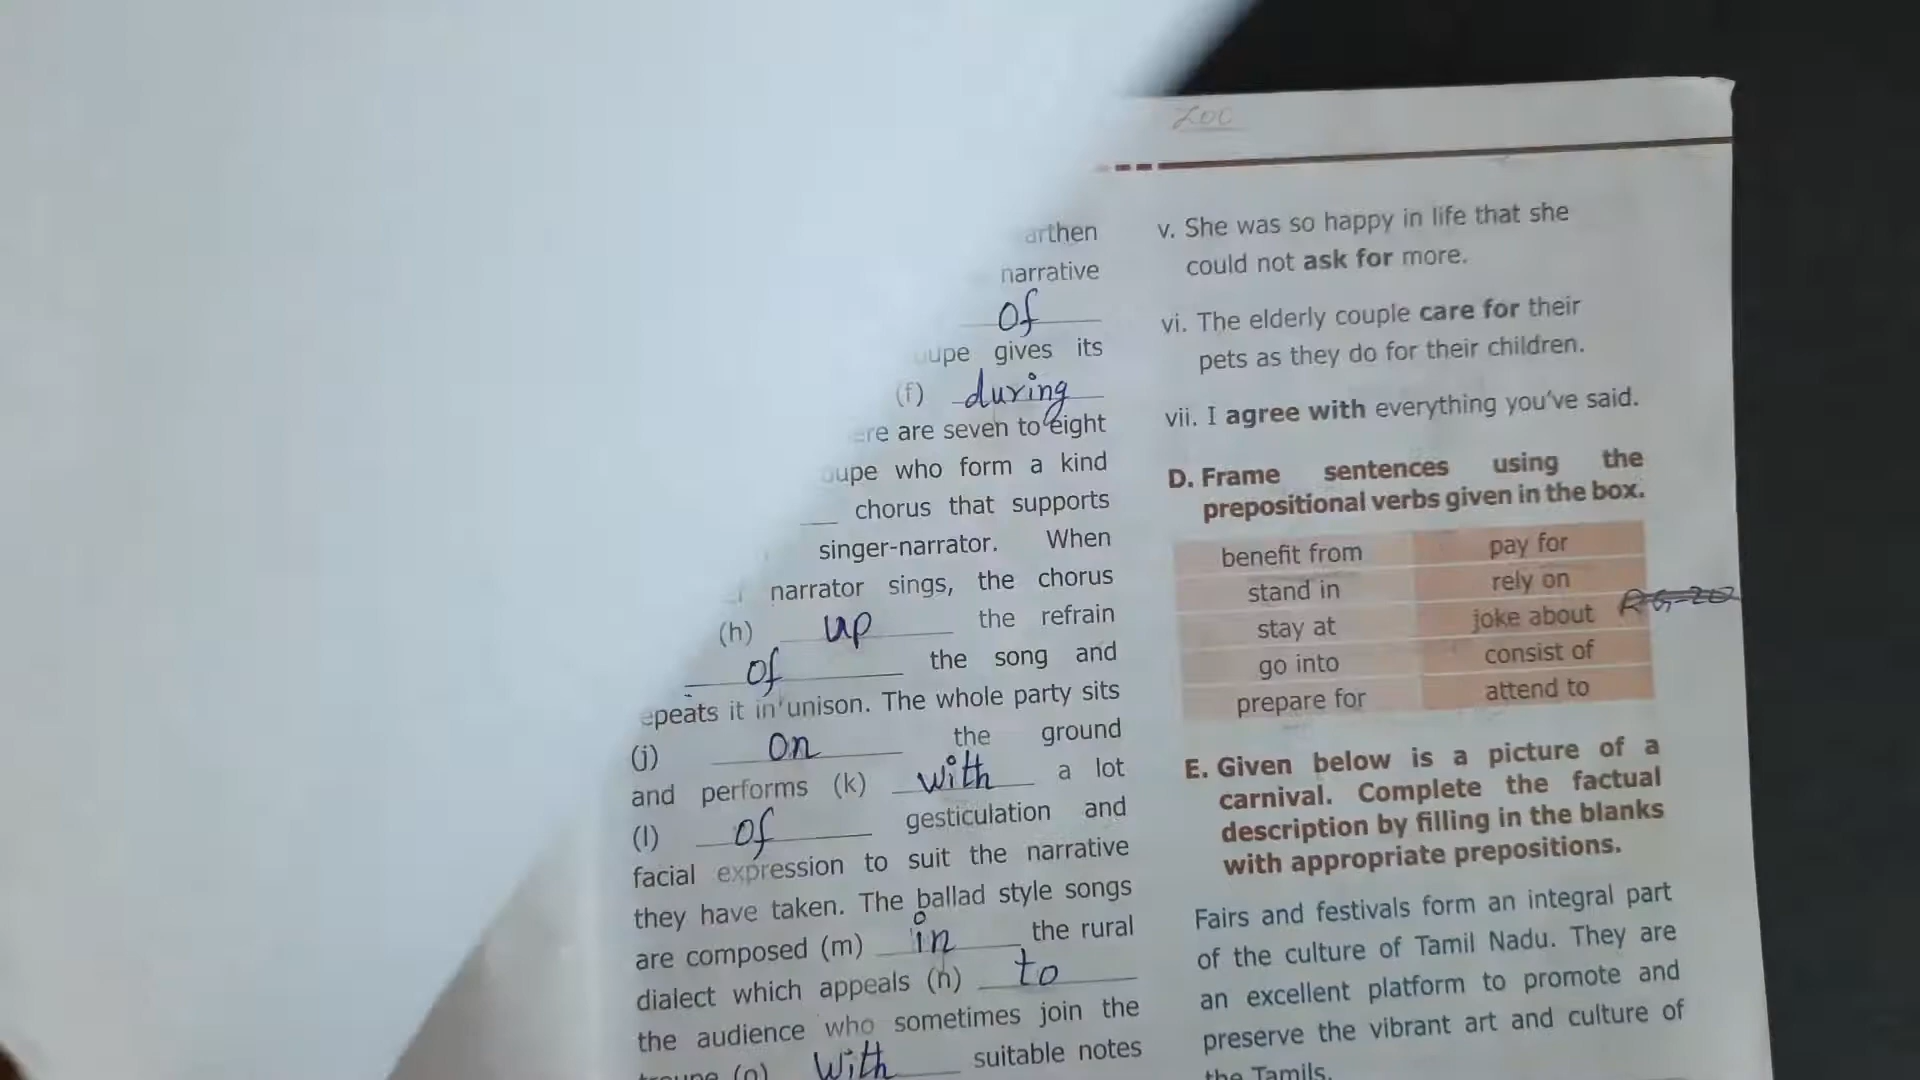 ZOO
arthen
narrative
of
gives its
(f) during
are seven to eight
who form a kind
chorus that supports
singer-narrator. When
narrator sings, the chorus
(h) up the refrain
of the song and
epeats it in unison. The whole party sits
(j) on the ground
and performs (k) with a lot
(l) of gesticulation and
facial expression to suit the narrative
they have taken. The ballad style songs
are composed (m) in the rural
dialect which appeals (n) to
the audience who sometimes join the
With suitable notes
v. She was so happy in life that she
could not ask for more.
vi. The elderly couple care for their
pets as they do for their children.
vii. I agree with everything you've said.
D. Frame sentences using the
prepositional verbs given in the box.
benefit from pay for
stand in rely on
stay at joke about
go into consist of
prepare for attend to
E. Given below is a picture of a
carnival. Complete the factual
description by filling in the blanks
with appropriate prepositions.
Fairs and festivals form an integral part
of the culture of Tamil Nadu. They are
an excellent platform to promote and
preserve the vibrant art and culture of
the Tamils.